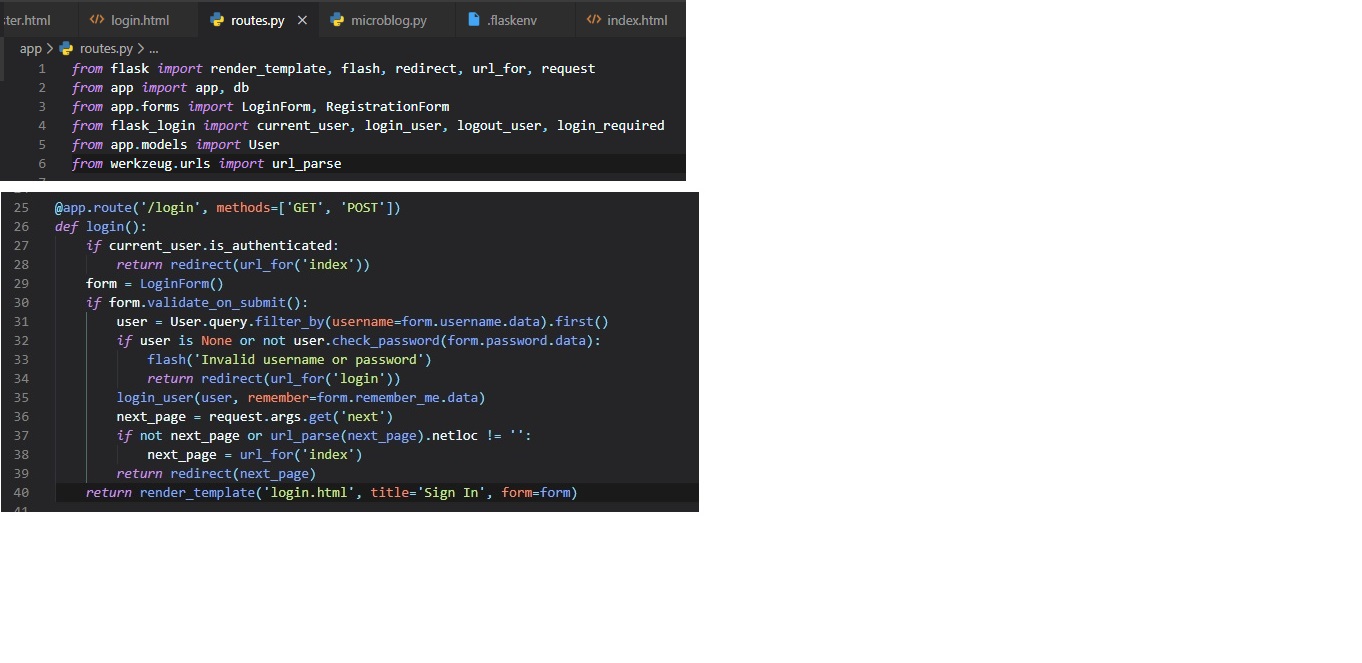 ter.html login.html routes.py microblog.py .flaskenv index.html
app > routes.py > ...
1 from flask import render_template, flash, redirect, url_for, request
2 from app import app, db
3 from app.forms import LoginForm, RegistrationForm
4 from flask_login import current_user, login_user, logout_user, login_required
5 from app.models import User
6 from werkzeug.urls import url_parse
25 @app.route('/login', methods=['GET', 'POST'])
26 def login():
27 if current_user.is_authenticated:
28 return redirect(url_for('index'))
29 form = LoginForm()
30 if form.validate_on_submit():
31 user = User.query.filter_by(username=form.username.data).first()
32 if user is None or not user.check_password(form.password.data):
33 flash('Invalid username or password')
34 return redirect(url_for('login'))
35 login_user(user, remember=form.remember_me.data)
36 next_page = request.args.get('next')
37 if not next_page or url_parse(next_page).netloc != '':
38 next_page = url_for('index')
39 return redirect(next_page)
40 return render_template('login.html', title='Sign In', form=form)